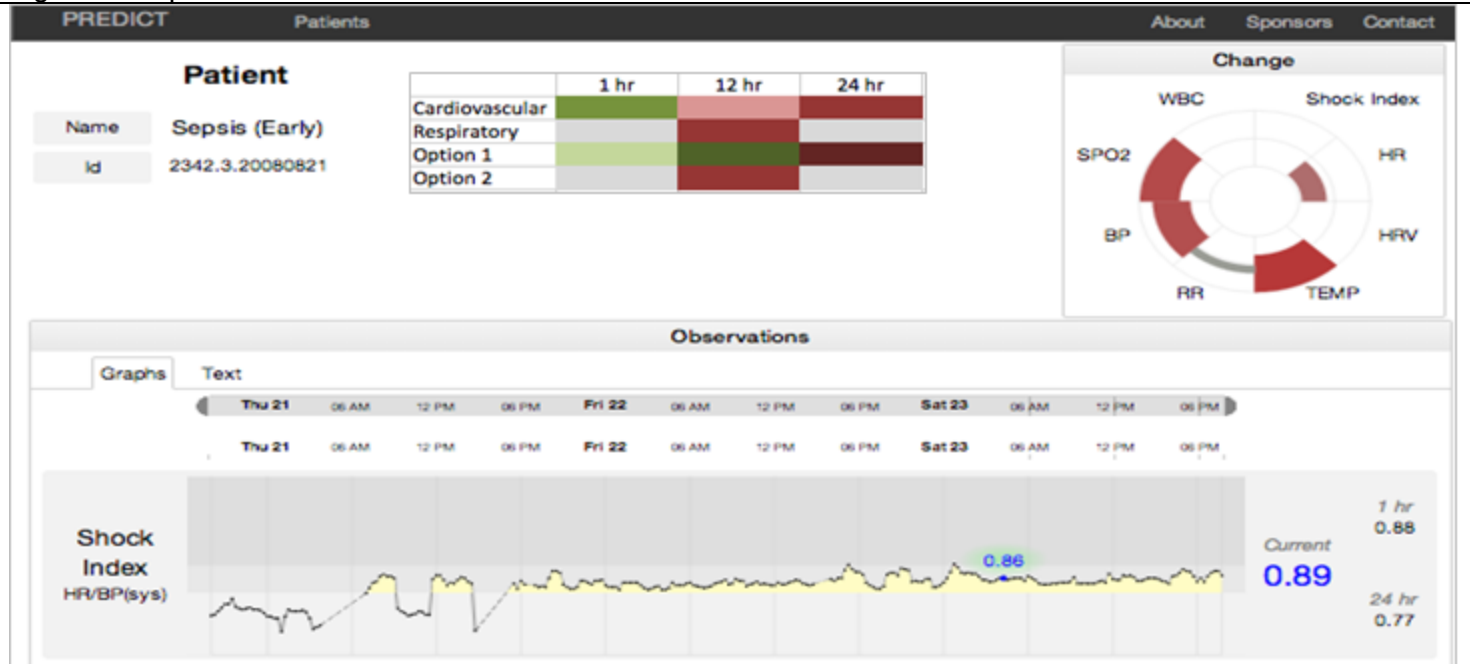 PREDICT Patients About Sponsors Contact
Patient
Name Sepsis (Early)
Id 2342.3.20080821
1 hr 12 hr 24 hr
Cardiovascular
Respiratory
Option 1
Option 2
Change
WBC Shock Index
SPO2 HR
BP HRV
RR TEMP
Observations
Graphs Text
Thu 21 06 AM 12 PM 06 PM Fri 22 06 AM 12 PM 06 PM Sat 23 06 AM 12 PM 06 PM
Thu 21 06 AM 12 PM 06 PM Fri 22 06 AM 12 PM 06 PM Sat 23 06 AM 12 PM 06 PM
Shock
Index
HR/BP(sys)
0.86
Current
0.89
1 hr
0.88
24 hr
0.77